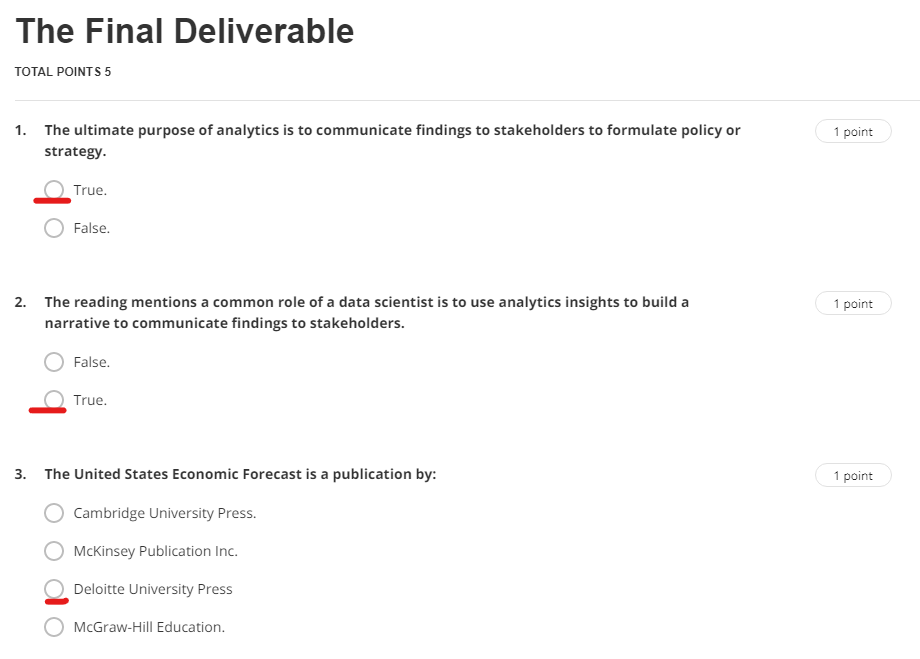 The Final Deliverable
TOTAL POINTS 5
1. The ultimate purpose of analytics is to communicate findings to stakeholders to formulate policy or
strategy.
1 point
True.
False.
2. The reading mentions a common role of a data scientist is to use analytics insights to build a
narrative to communicate findings to stakeholders.
1 point
False.
True.
3. The United States Economic Forecast is a publication by:
1 point
Cambridge University Press.
McKinsey Publication Inc.
Deloitte University Press
McGraw-Hill Education.